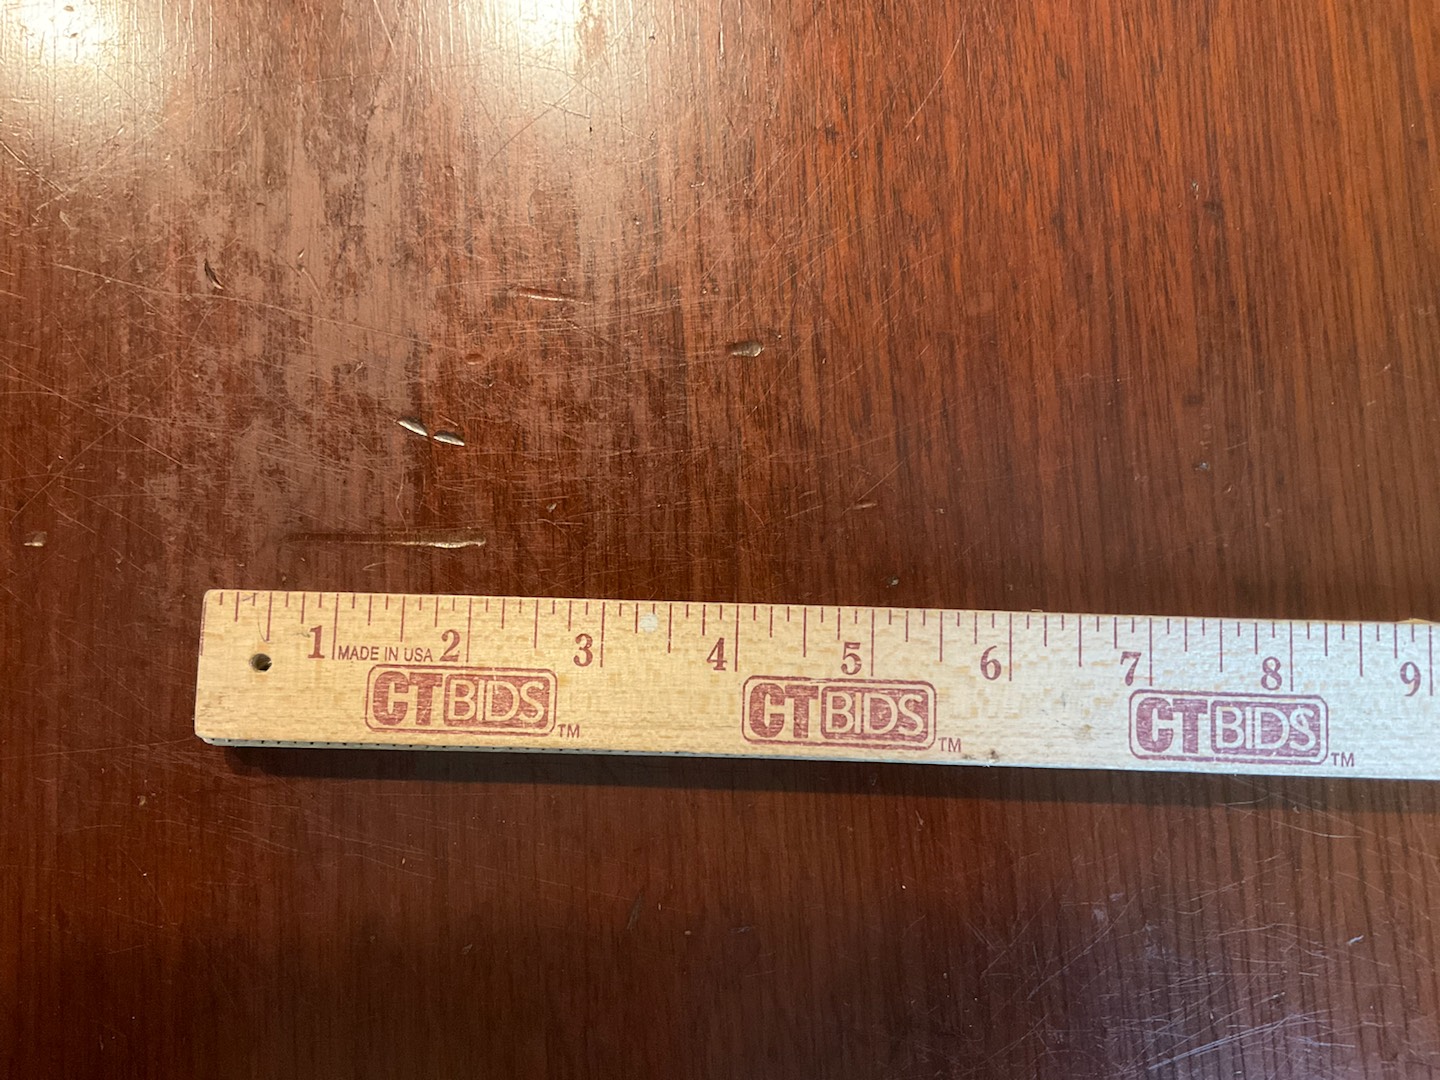 1 2 3 4 5 6 7 8 9
MADE IN USA
CTBIDS™ CTBIDS™ CTBIDS™